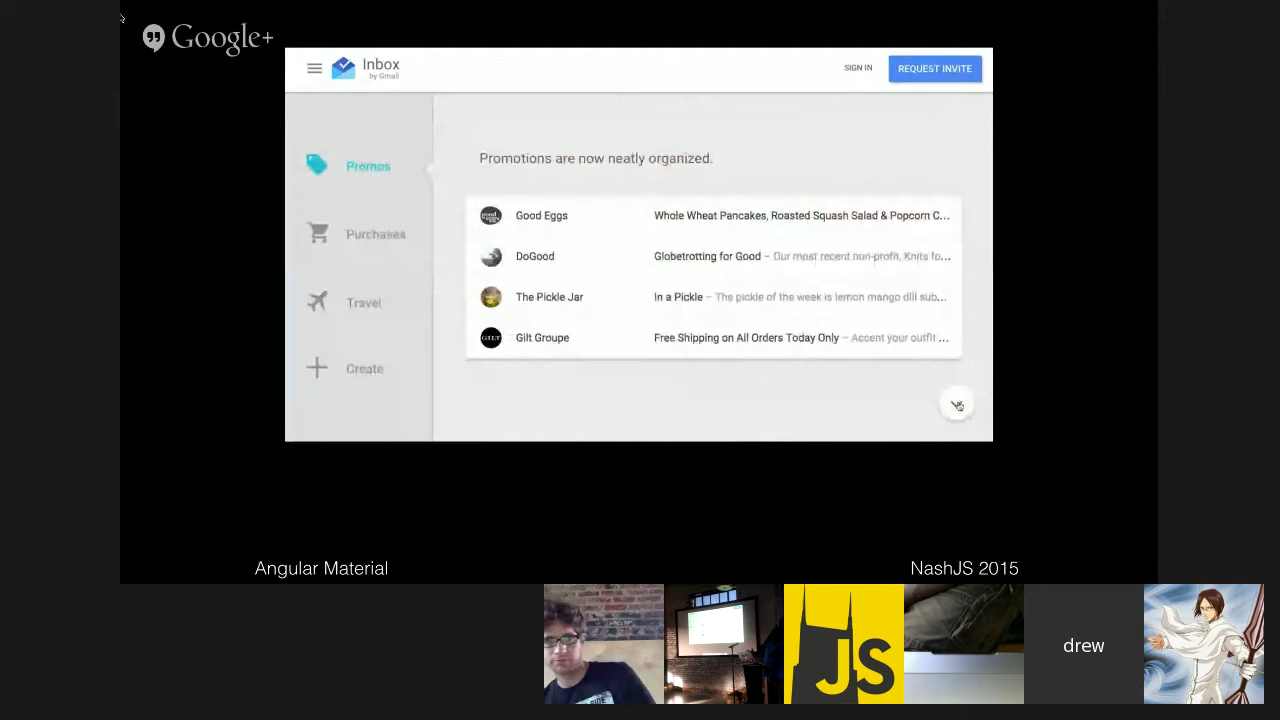 Google+
Inbox
by Gmail
SIGN IN
REQUEST INVITE
Promos
Purchases
Travel
Create
Promotions are now neatly organized.
Good Eggs Whole Wheat Pancakes, Roasted Squash Salad & Popcorn C...
DoGood Globetrotting for Good – Our most recent non-profit, Knits fo...
The Pickle Jar In a Pickle – The pickle of the week is lemon mango dill sub...
Gilt Groupe Free Shipping on All Orders Today Only – Accent your outfit ...
GILT
Angular Material
NashJS 2015
JS
drew